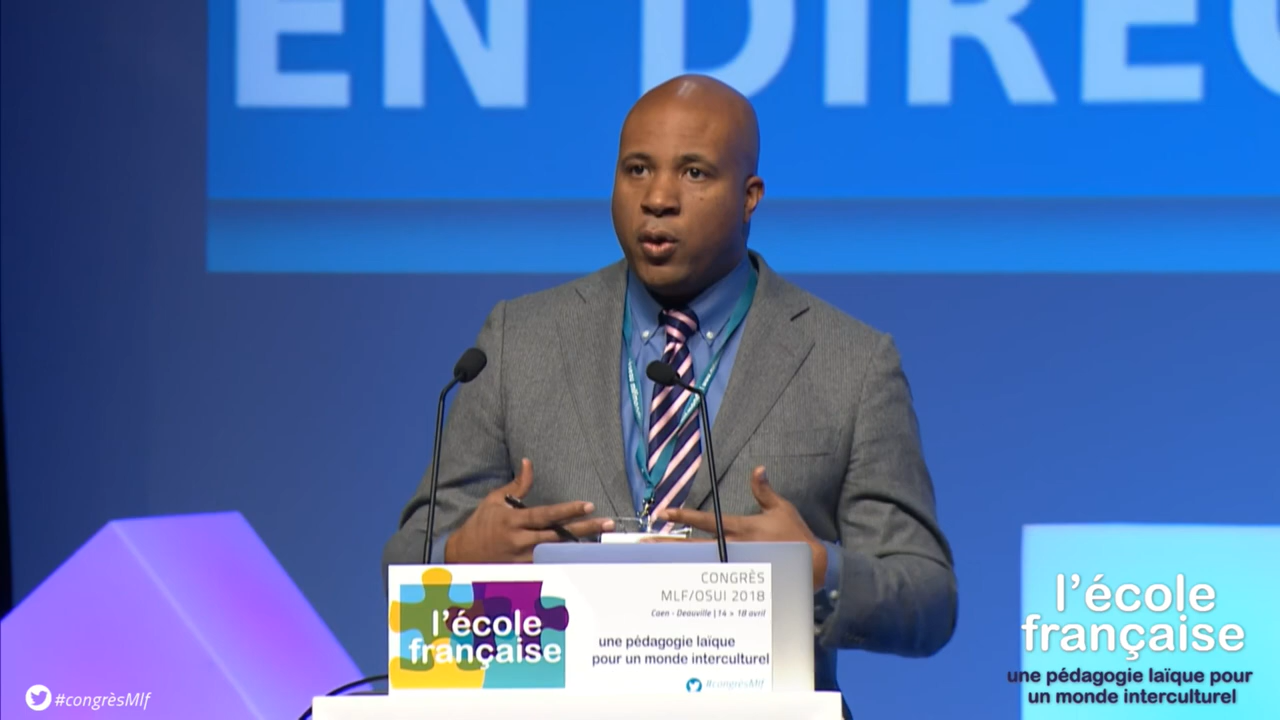 EN DIREC
l'école
française
CONGRÈS
MLF/OSUI 2018
Caen - Deauville | 14 > 18 avril
une pédagogie laïque
pour un monde interculturel
#congrèsMlf
#congrèsMlf
l'école
française
une pédagogie laïque pour
un monde interculturel